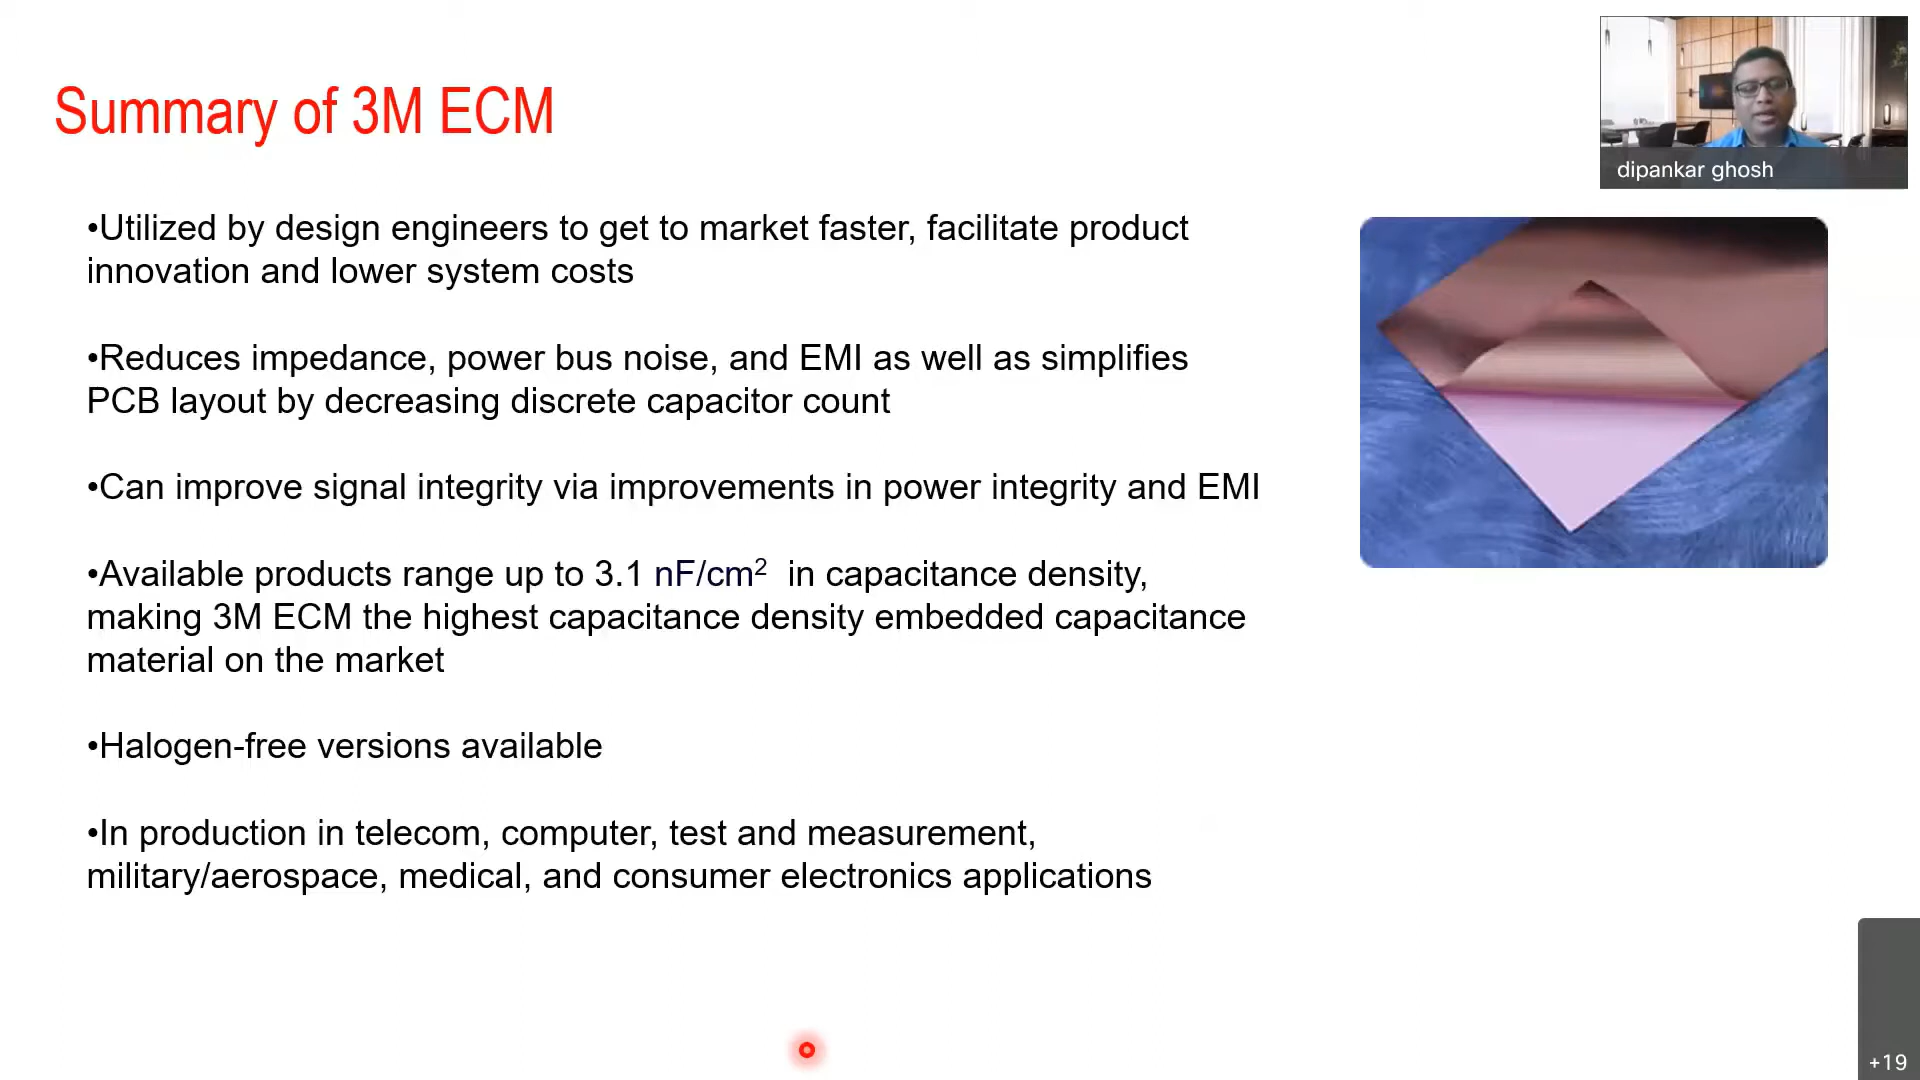 Summary of 3M ECM
dipankar ghosh
•Utilized by design engineers to get to market faster, facilitate product
innovation and lower system costs
•Reduces impedance, power bus noise, and EMI as well as simplifies
PCB layout by decreasing discrete capacitor count
•Can improve signal integrity via improvements in power integrity and EMI
•Available products range up to 3.1 nF/cm² in capacitance density,
making 3M ECM the highest capacitance density embedded capacitance
material on the market
•Halogen-free versions available
•In production in telecom, computer, test and measurement,
military/aerospace, medical, and consumer electronics applications
+19